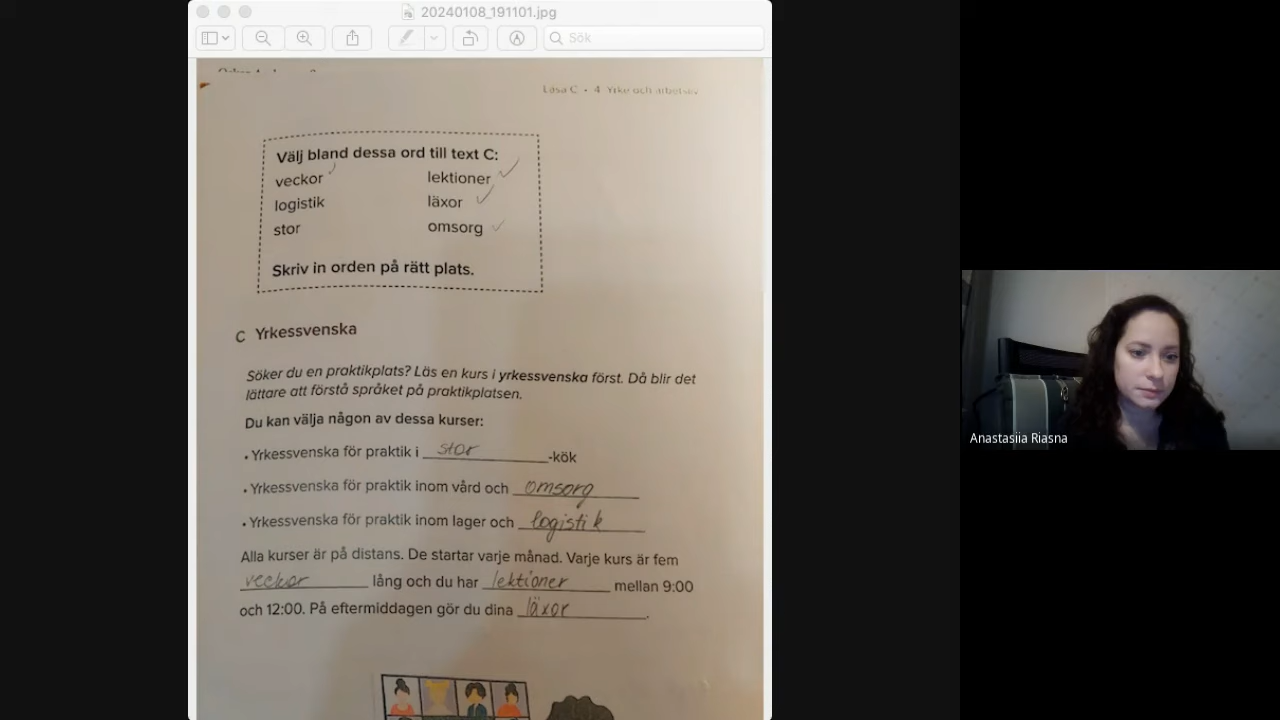 20240108_191101.jpg
Sök
Läsa C • 4 Yrke och arbetsliv
Välj bland dessa ord till text C:
veckor lektioner
logistik läxor
stor omsorg
Skriv in orden på rätt plats.
C Yrkessvenska
Söker du en praktikplats? Läs en kurs i yrkessvenska först. Då blir det
lättare att förstå språket på praktikplatsen.
Du kan välja någon av dessa kurser:
• Yrkessvenska för praktik i stor -kök
• Yrkessvenska för praktik inom vård och omsorg
• Yrkessvenska för praktik inom lager och logistik
Alla kurser är på distans. De startar varje månad. Varje kurs är fem
veckor lång och du har lektioner mellan 9:00
och 12:00. På eftermiddagen gör du dina läxor.
Anastasiia Riasna